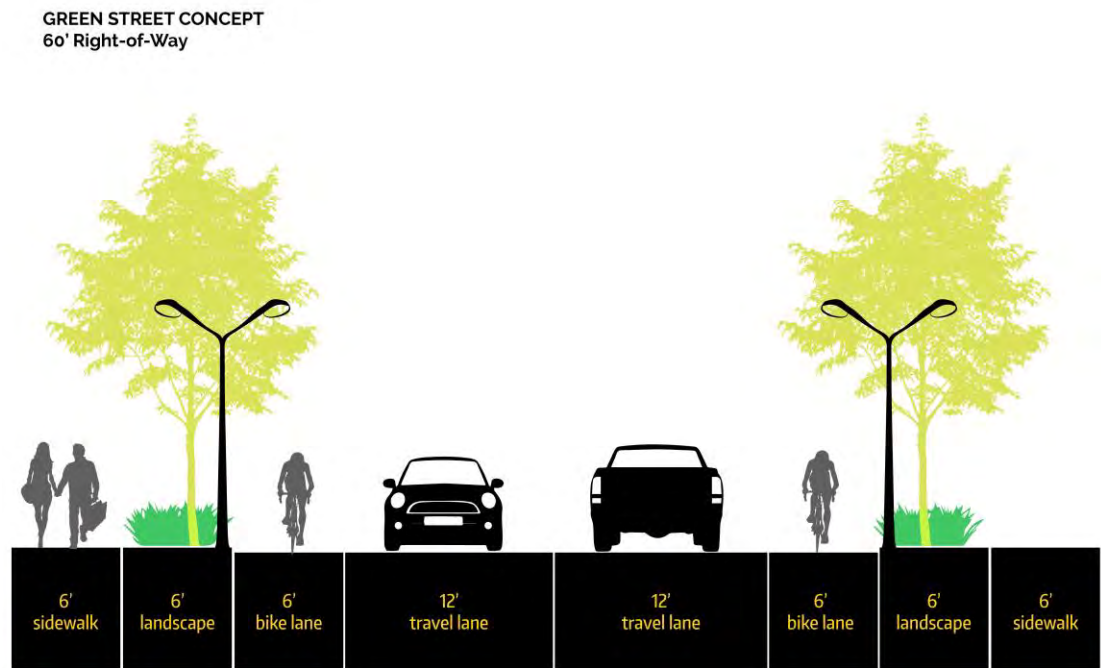 GREEN STREET CONCEPT
60' Right-of-Way
6'
sidewalk
6'
landscape
6'
bike lane
12'
travel lane
12'
travel lane
6'
bike lane
6'
landscape
6'
sidewalk